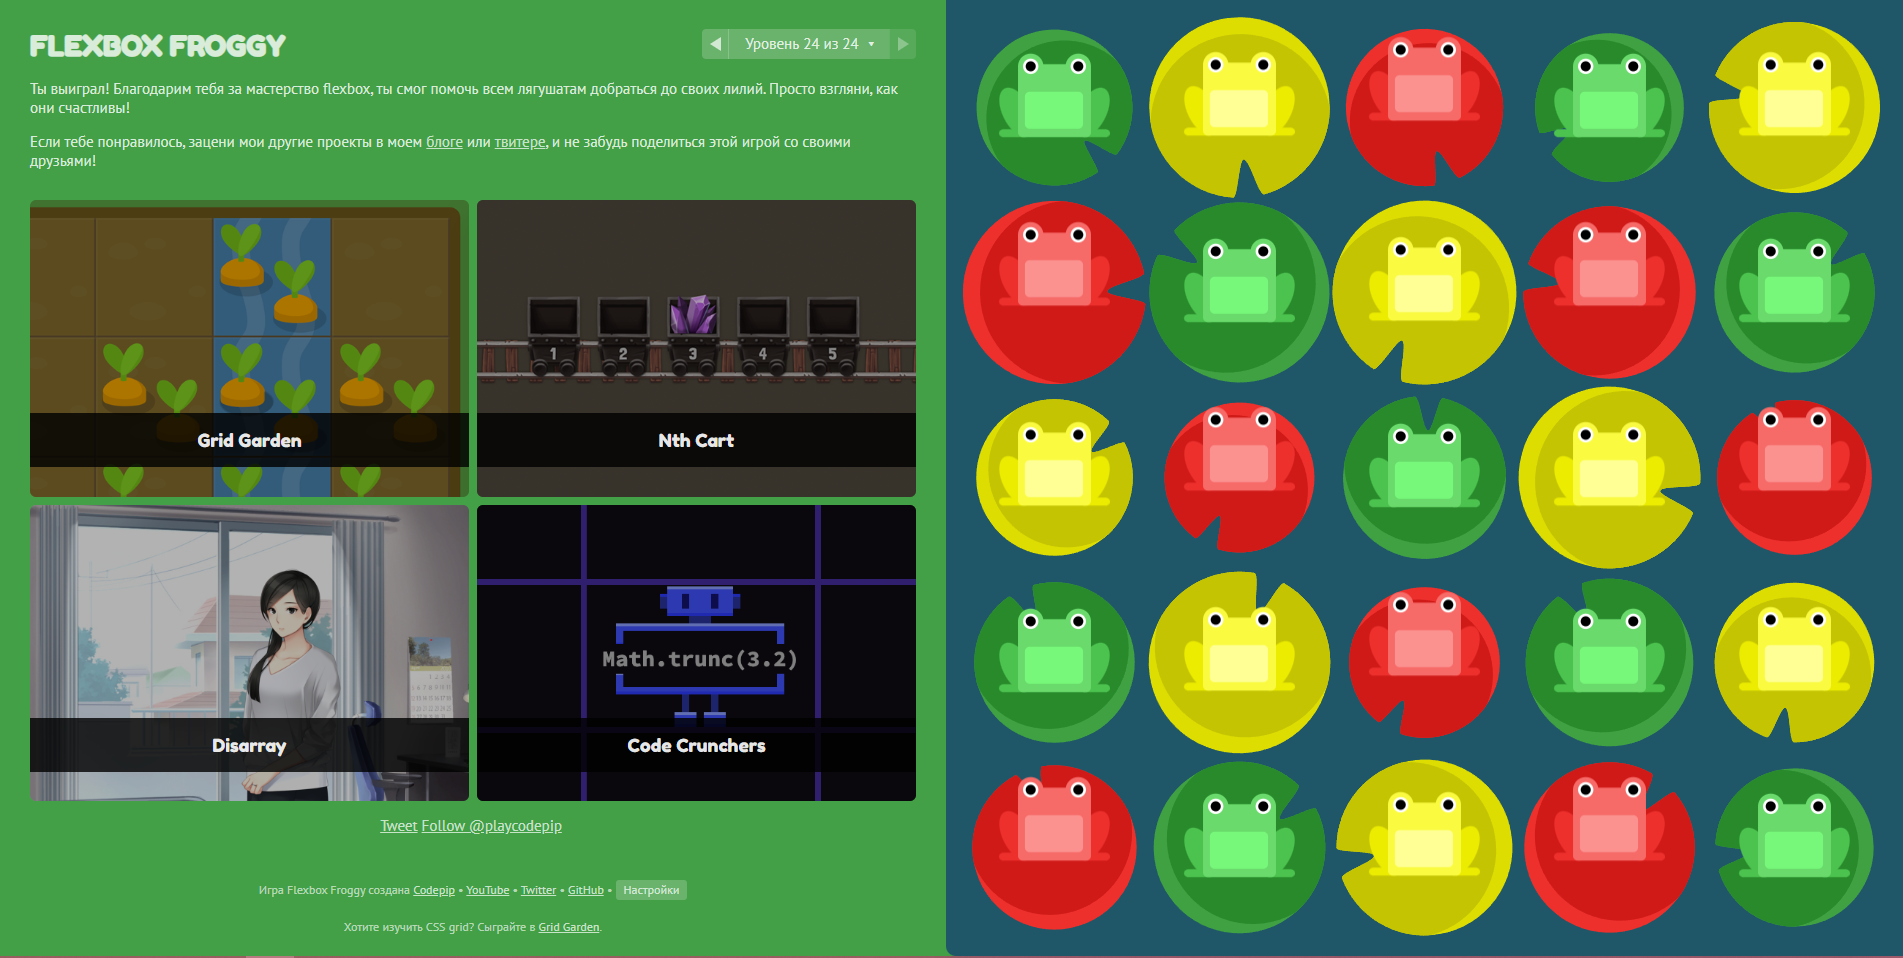 FLEXBOX FROGGY
Уровень 24 из 24
Ты выиграл! Благодарим тебя за мастерство flexbox, ты смог помочь всем лягушатам добраться до своих лилий. Просто взгляни, как
они счастливы!
Если тебе понравилось, зацени мои другие проекты в моем блоге или твитере, и не забудь поделиться этой игрой со своими
друзьями!
1 2 3 4 5
Grid Garden
Nth Cart
Math.trunc(3.2)
Disarray
Code Crunchers
Tweet Follow @playcodepip
Игра Flexbox Froggy создана Codepip • YouTube • Twitter • GitHub • Настройки
Хотите изучить CSS grid? Сыграйте в Grid Garden.